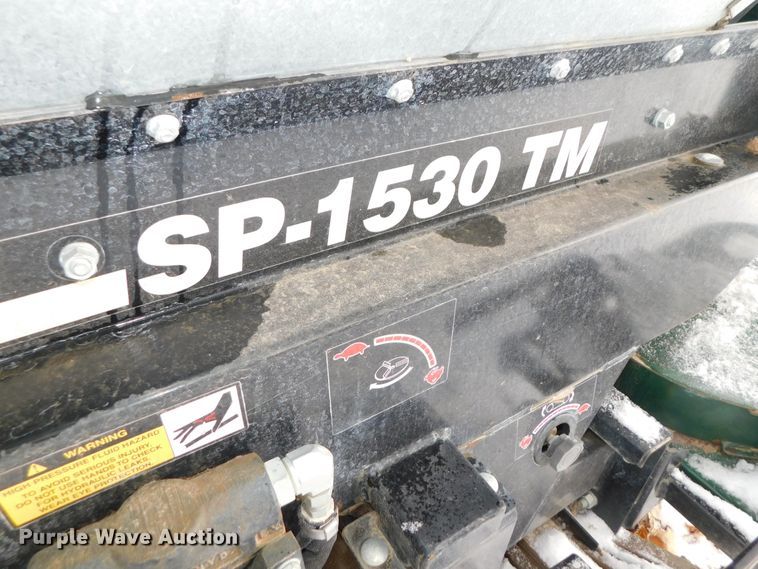 SP-1530 TM
WARNING
HIGH PRESSURE FLUID HAZARD
TO AVOID SERIOUS INJURY,
DO NOT USE HANDS TO CHECK
FOR HYDRAULIC LEAKS.
WEAR EYE PROTECTION.
Purple Wave Auction